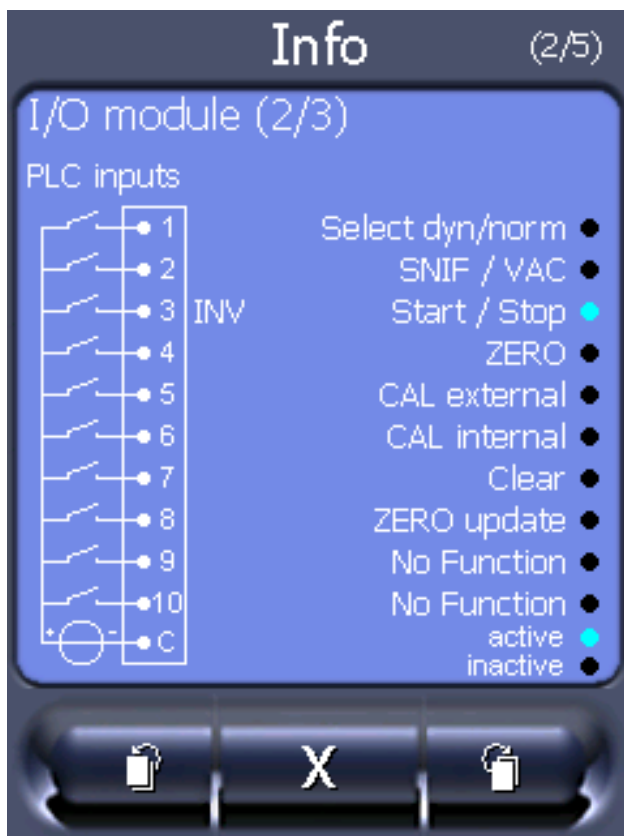 Info (2/5)
I/O module (2/3)
PLC inputs
1 Select dyn/norm
2 SNIF / VAC
3 INV Start / Stop
4 ZERO
5 CAL external
6 CAL internal
7 Clear
8 ZERO update
9 No Function
10 No Function
+ - C active
inactive
X